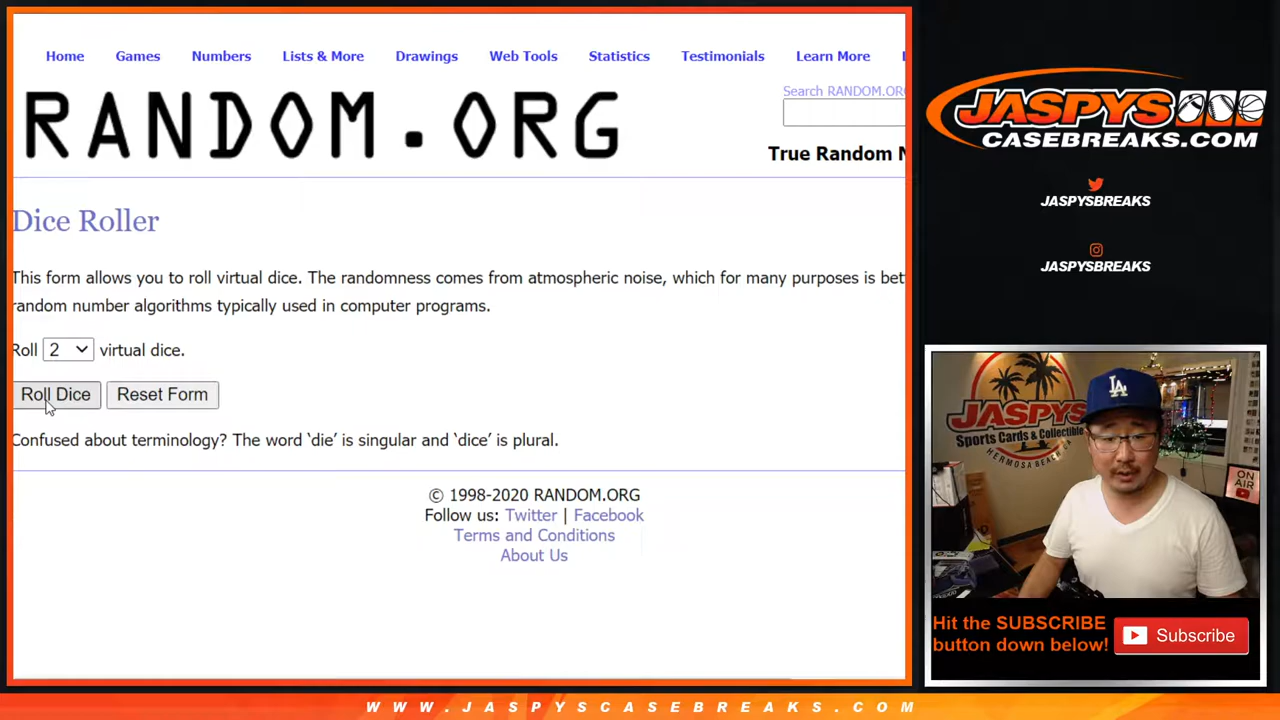 Home Games Numbers Lists & More Drawings Web Tools Statistics Testimonials Learn More
RANDOM.ORG
Search RANDOM.ORG
True Random
Dice Roller
This form allows you to roll virtual dice. The randomness comes from atmospheric noise, which for many purposes is
random number algorithms typically used in computer programs.
Roll 2 virtual dice.
Roll Dice Reset Form
Confused about terminology? The word ‘die’ is singular and ‘dice’ is plural.
© 1998-2020 RANDOM.ORG
Follow us: Twitter | Facebook
Terms and Conditions
About Us
JASPYS
CASEBREAKS.COM
JASPYSBREAKS
JASPYSBREAKS
JASPYS
Sports Cards & Collectible
HERMOSA BEACH CA
LA
ON
AIR
Hit the SUBSCRIBE
button down below!
Subscribe
WWW.JASPYSCASEBREAKS.COM